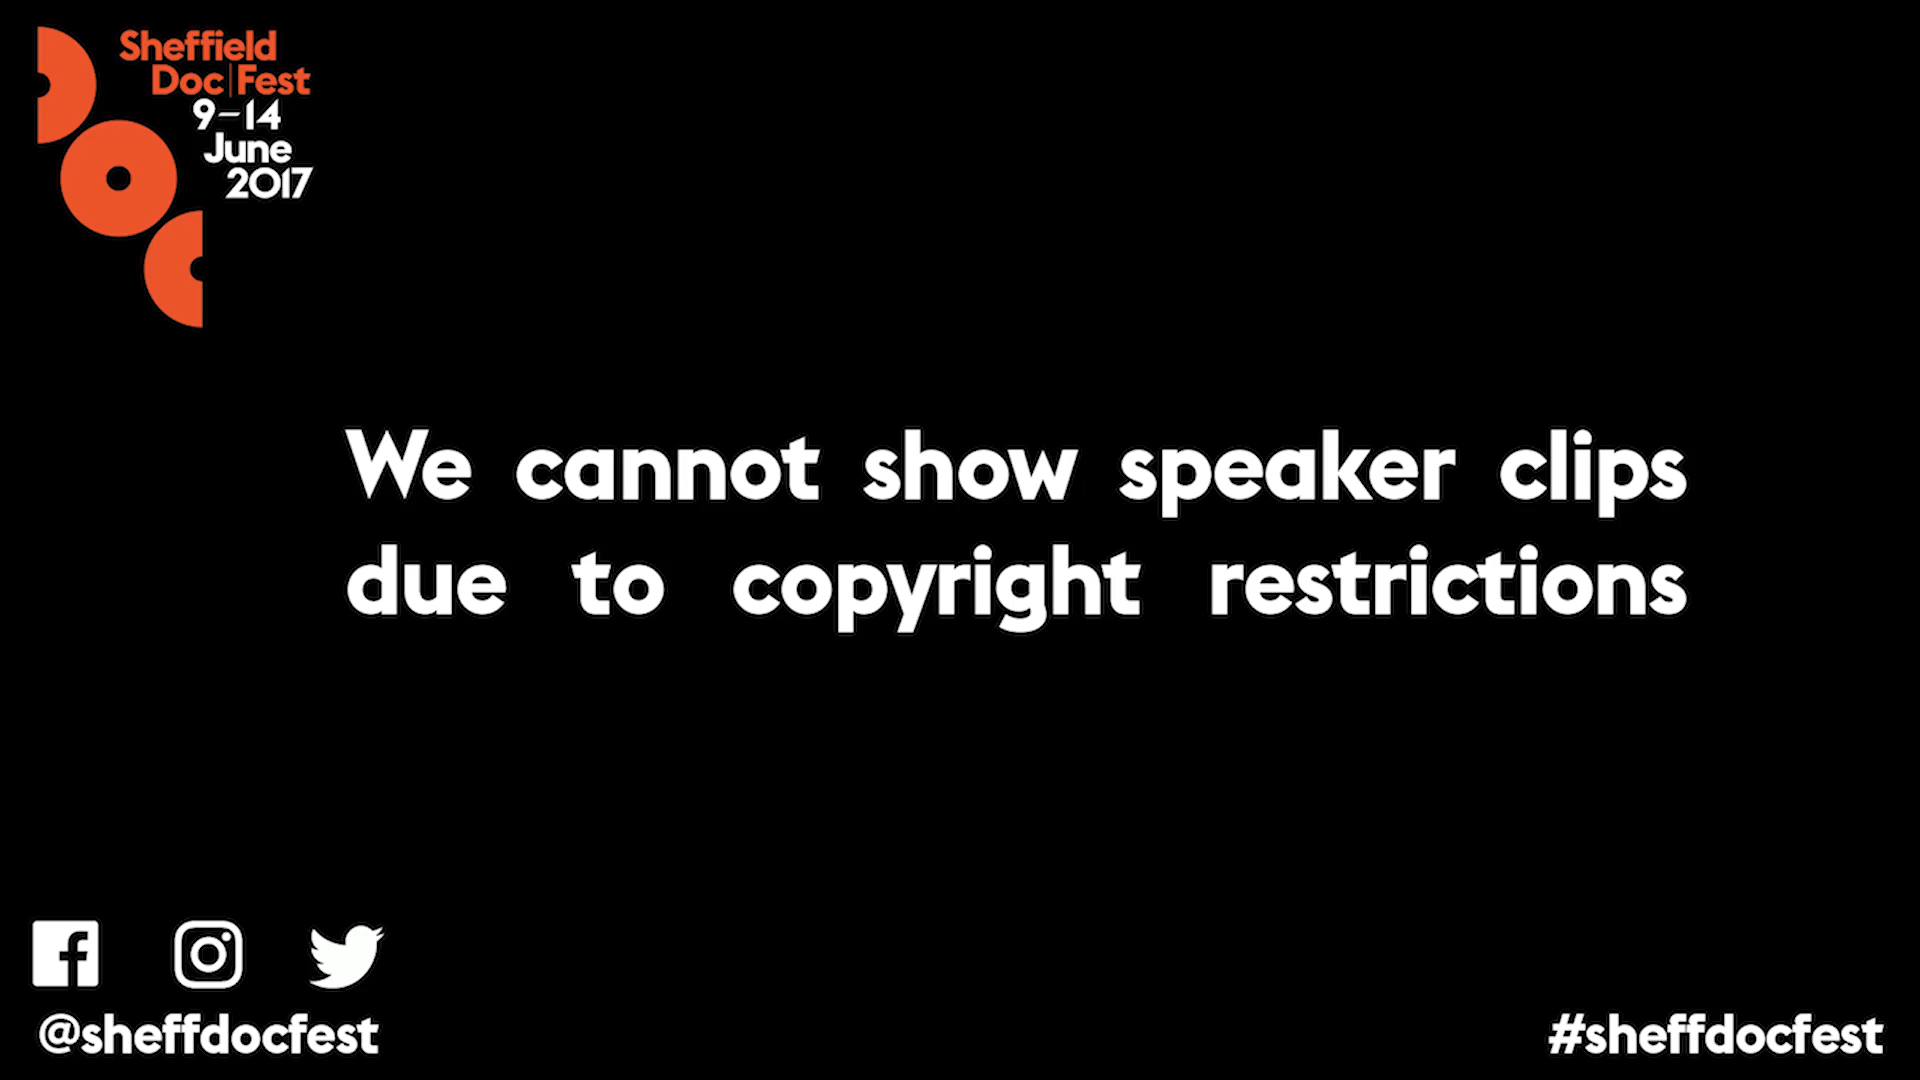 Sheffield
Doc|Fest
9–14
June
2017
We cannot show speaker clips
due to copyright restrictions
@sheffdocfest
#sheffdocfest